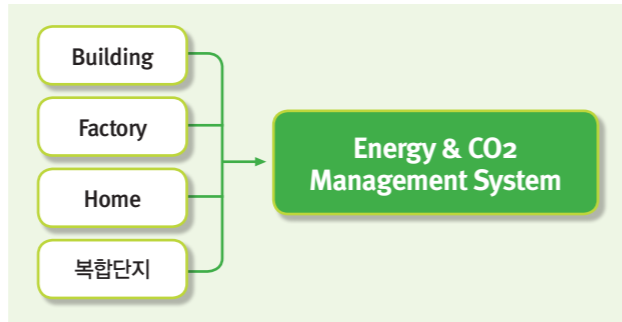 Building
Factory
Home
복합단지
Energy & CO2
Management System